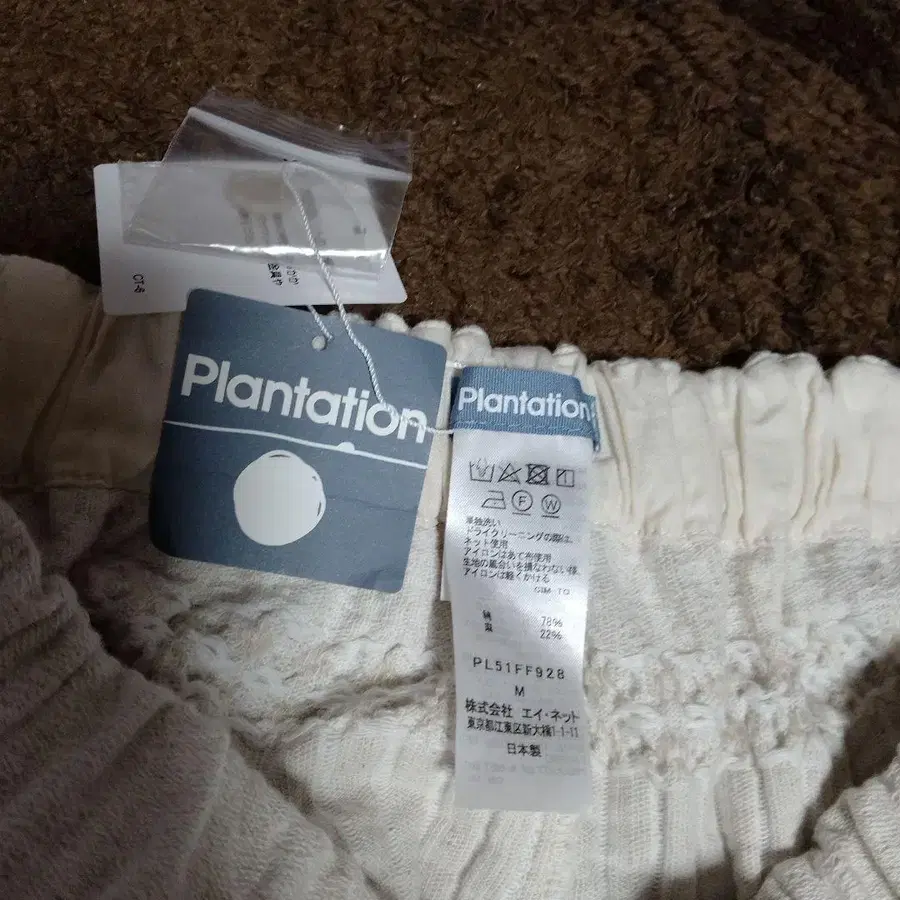 CT-8
Plantation
Plantation
F
W
単独洗い
ドライクリーニングの際は、
ネット使用
アイロンはあて布使用
生地の風合いを損なわない様、
アイロンは軽くかける
綿 78%
麻 22%
PL51FF928
M
株式会社 エイ・ネット
東京都江東区新大橋1-1-11
日本製